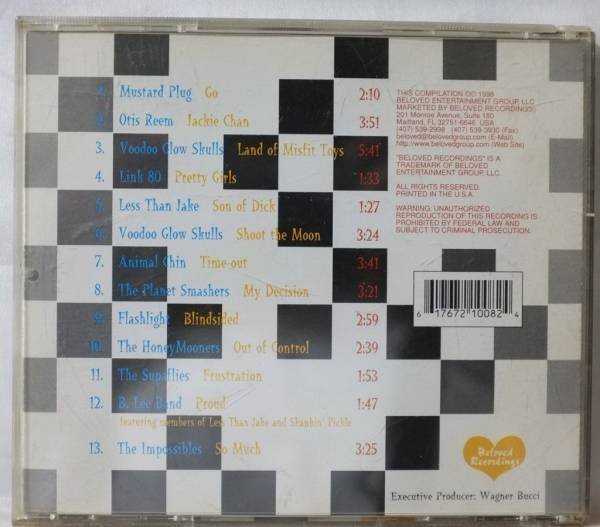 1. Mustard Plug Go 2:10
2. Otis Reem Jackie Chan 3:51
3. Voodoo Glow Skulls Land of Misfit Toys 5:41
4. Link 80 Pretty Girls 1:33
5. Less Than Jake Son of Dick 1:27
6. Voodoo Glow Skulls Shoot the Moon 3:24
7. Animal Chin Time-out 3:41
8. The Planet Smashers My Decision 3:21
9. Flashlight Blindsided 2:59
10. The HoneyMooners Out of Control 2:39
11. The Supaflies Frustration 1:53
12. B. Lee Band Proud 1:47
featuring members of Less Than Jake and Skankin' Pickle
13. The Impossibles So Much 3:25
THIS COMPILATION ©℗ 1998
BELOVED ENTERTAINMENT GROUP, LLC
MARKETED BY BELOVED RECORDINGS
201 Monroe Avenue, Suite 180
Maitland, FL 32751-6646 USA
(407) 539-2998 (407) 539-3930 (Fax)
beloved@belovedgroup.com (E-Mail)
http://www.belovedgroup.com (Web Site)
"BELOVED RECORDINGS" IS A
TRADEMARK OF BELOVED
ENTERTAINMENT GROUP, LLC.
ALL RIGHTS RESERVED.
PRINTED IN THE U.S.A.
WARNING: UNAUTHORIZED
REPRODUCTION OF THIS RECORDING IS
PROHIBITED BY FEDERAL LAW AND
SUBJECT TO CRIMINAL PROSECUTION.
6 17672 10082 4
Beloved
Recordings
Executive Producer: Wagner Bucci